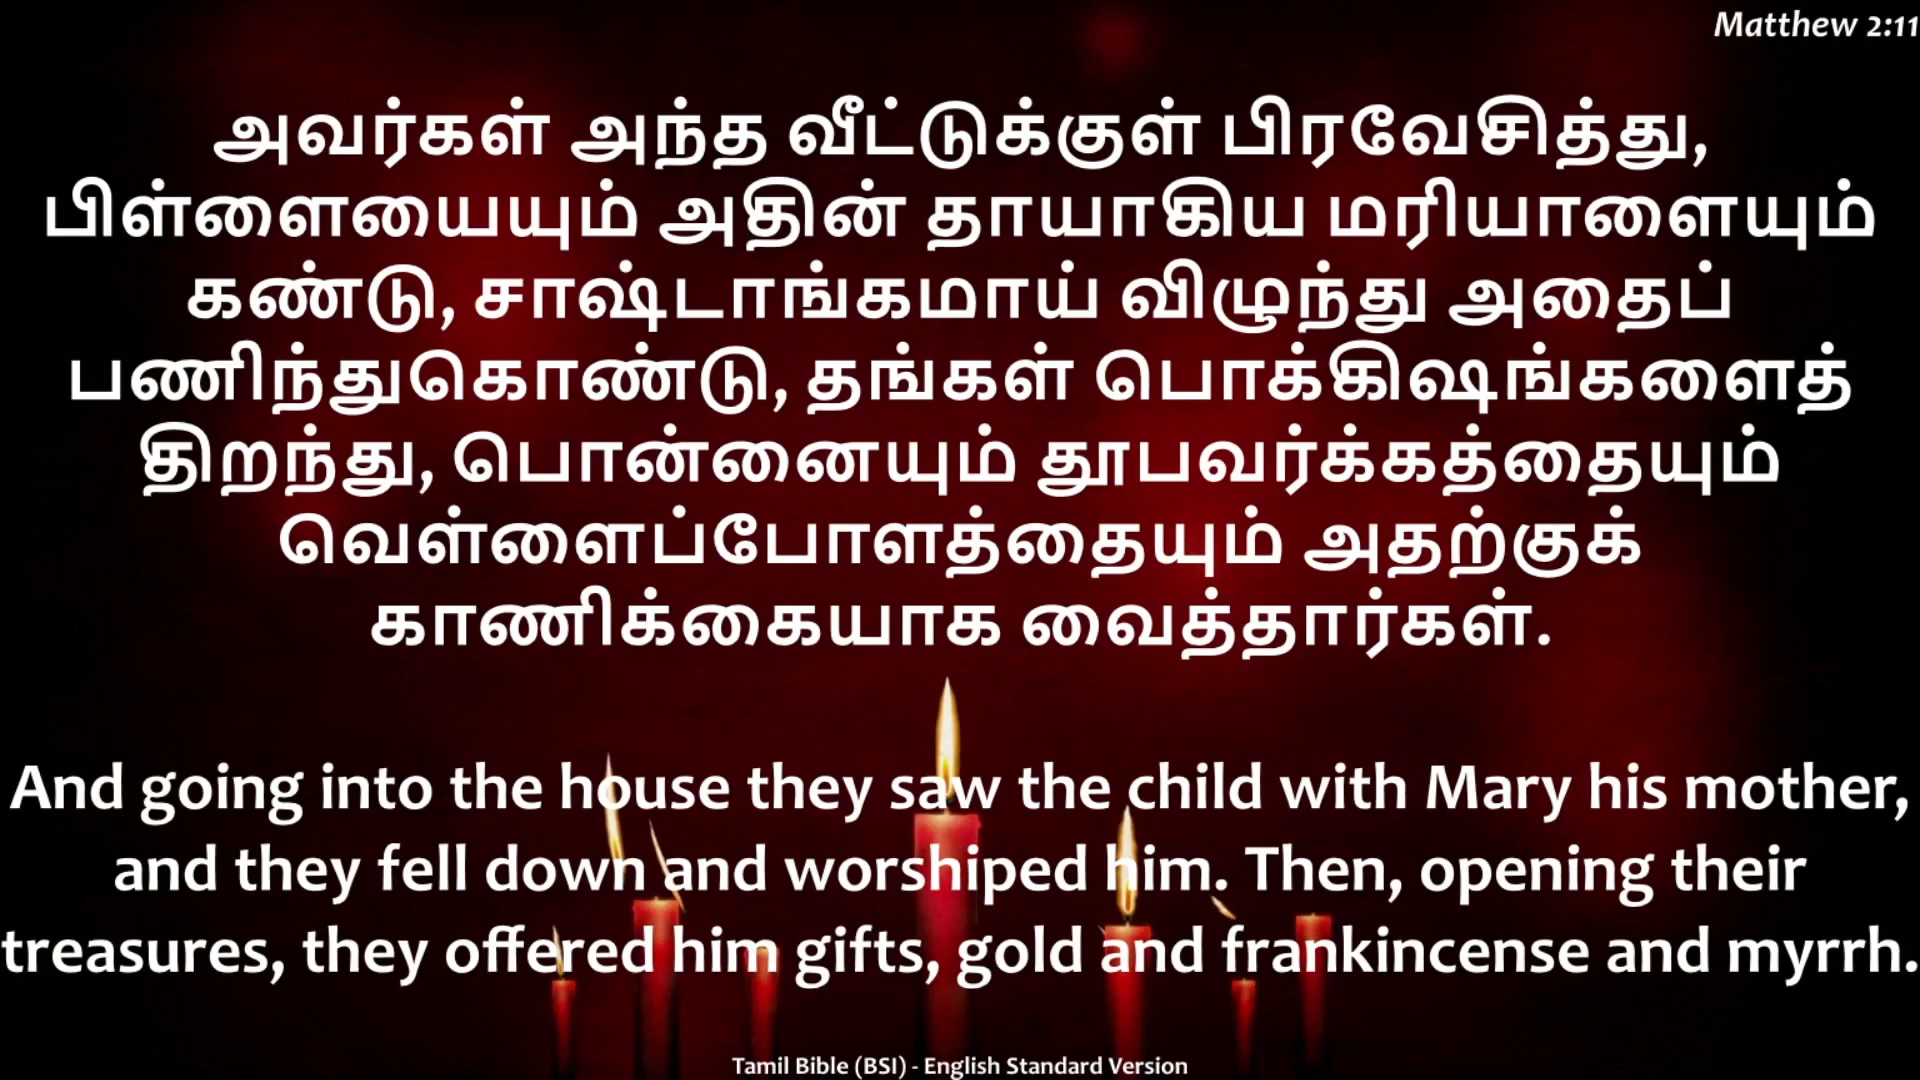 Matthew 2:11
அவர்கள் அந்த வீட்டுக்குள் பிரவேசித்து,
பிள்ளையையும் அதின் தாயாகிய மரியாளையும்
கண்டு, சாஷ்டாங்கமாய் விழுந்து அதைப்
பணிந்துகொண்டு, தங்கள் பொக்கிஷங்களைத்
திறந்து, பொன்னையும் தூபவர்க்கத்தையும்
வெள்ளைப்போளத்தையும் அதற்குக்
காணிக்கையாக வைத்தார்கள்.
And going into the house they saw the child with Mary his mother,
and they fell down and worshiped him. Then, opening their
treasures, they offered him gifts, gold and frankincense and myrrh.
Tamil Bible (BSI) - English Standard Version